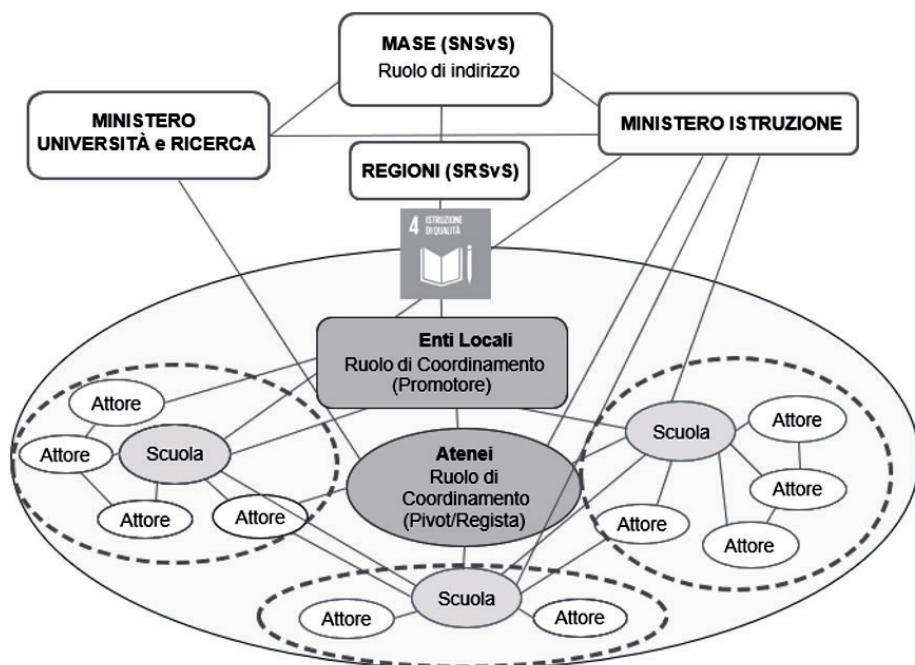 MASE (SNSvS)
Ruolo di indirizzo
MINISTERO
UNIVERSITÀ e RICERCA
MINISTERO ISTRUZIONE
REGIONI (SRSvS)
4 ISTRUZIONE
DI QUALITÀ
Enti Locali
Ruolo di Coordinamento
(Promotore)
Attore
Attore
Scuola
Attore
Attore
Atenei
Ruolo di
Coordinamento
(Pivot/Regista)
Scuola
Attore
Attore
Attore
Attore
Attore
Scuola
Attore